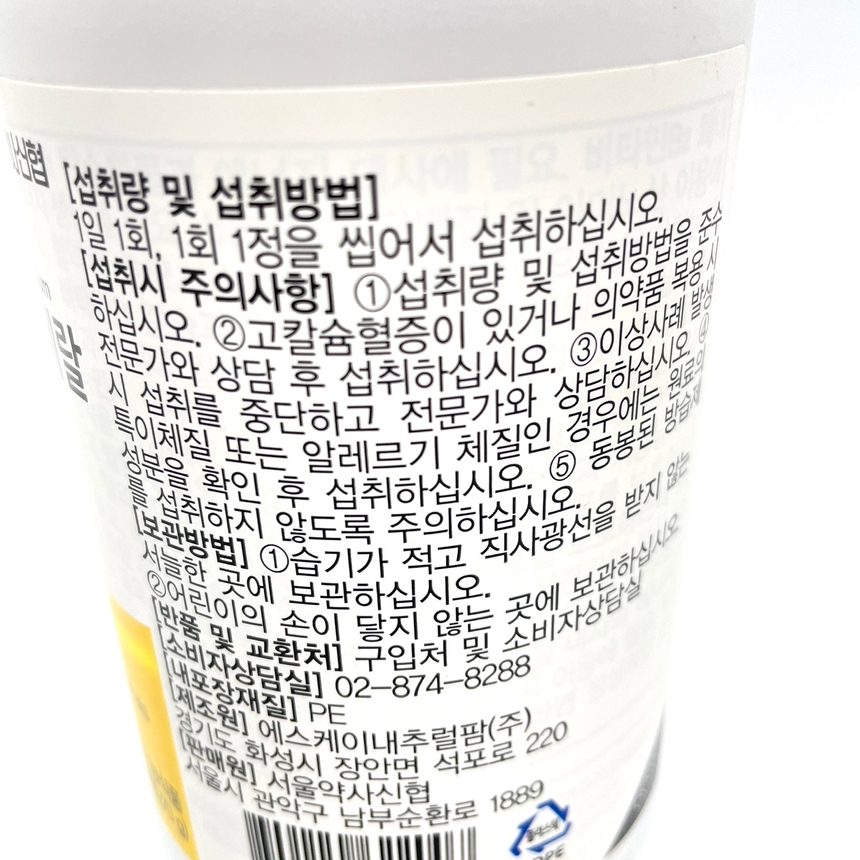 신협
[섭취량 및 섭취방법]
1일 1회, 1회 1정을 씹어서 섭취하십시오.
[섭취시 주의사항] ①섭취량 및 섭취방법을 준수
하십시오. ②고칼슘혈증이 있거나 의약품 복용 시
전문가와 상담 후 섭취하십시오. ③이상사례 발생
시 섭취를 중단하고 전문가와 상담하십시오. ④
특이체질 또는 알레르기 체질인 경우에는 원료의
성분을 확인 후 섭취하십시오. ⑤ 동봉된 방습제
를 섭취하지 않도록 주의하십시오.
[보관방법] ①습기가 적고 직사광선을 받지 않는
서늘한 곳에 보관하십시오.
②어린이의 손이 닿지 않는 곳에 보관하십시오.
[반품 및 교환처] 구입처 및 소비자상담실
[소비자상담실] 02–874–8288
[내포장재질] PE
[제조원] 에스케이내추럴팜(주)
경기도 화성시 장안면 석포로 220
[판매원] 서울약사신협
서울시 관악구 남부순환로 1889